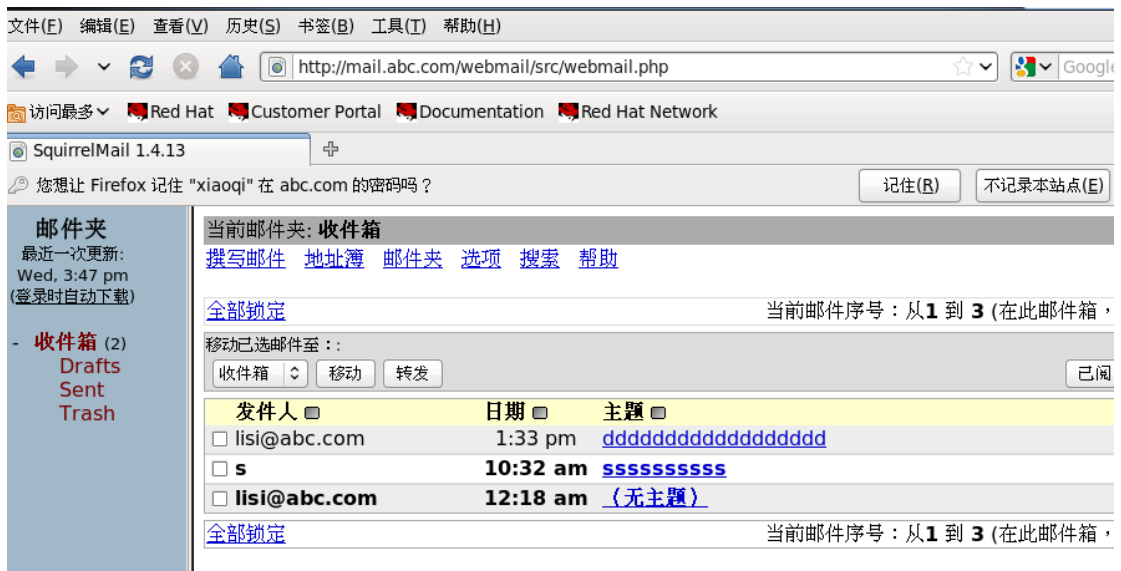 文件(F) 编辑(E) 查看(V) 历史(S) 书签(B) 工具(T) 帮助(H)
http://mail.abc.com/webmail/src/webmail.php Google
访问最多 Red Hat Customer Portal Documentation Red Hat Network
SquirrelMail 1.4.13
您想让 Firefox 记住 "xiaoqi" 在 abc.com 的密码吗？ 记住(R) 不记录本站点(E)
邮件夹
最近一次更新:
Wed, 3:47 pm
(登录时自动下载)
- 收件箱 (2)
Drafts
Sent
Trash
当前邮件夹: 收件箱
撰写邮件 地址簿 邮件夹 选项 搜索 帮助
全部锁定 当前邮件序号：从1 到 3 (在此邮件箱，
移动已选邮件至：:
收件箱 移动 转发 已阅
发件人 日期 主题
lisi@abc.com 1:33 pm dddddddddddddddddd
s 10:32 am ssssssssss
lisi@abc.com 12:18 am （无主题）
全部锁定 当前邮件序号：从1 到 3 (在此邮件箱，